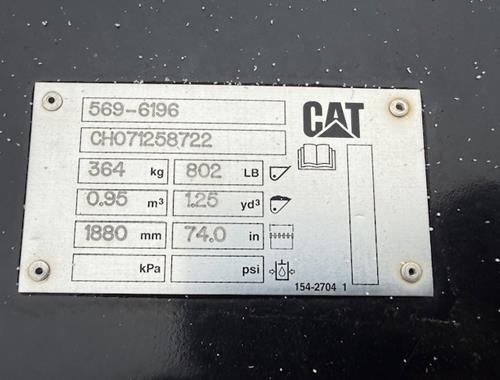 569-6196
CAT
CH071258722
364 kg 802 LB
0.95 m³ 1.25 yd³
1880 mm 74.0 in
kPa psi
154-2704 1